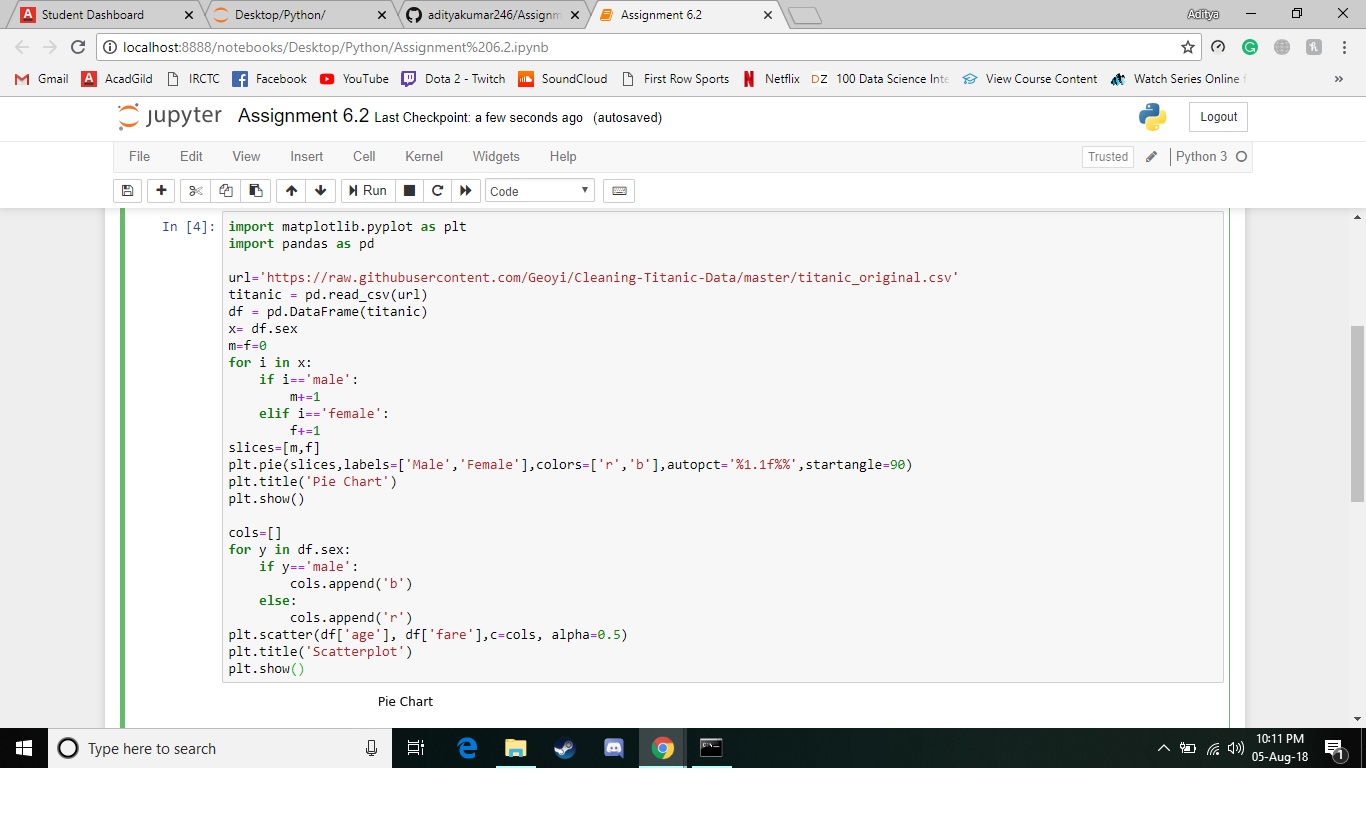 Student Dashboard
Desktop/Python/
adityakumar246/Assignm
Assignment 6.2
Aditya
localhost:8888/notebooks/Desktop/Python/Assignment%206.2.ipynb
Gmail AcadGild IRCTC Facebook YouTube Dota 2 - Twitch SoundCloud First Row Sports Netflix DZ 100 Data Science Inte View Course Content Watch Series Online f »
jupyter Assignment 6.2 Last Checkpoint: a few seconds ago (autosaved) Logout
File Edit View Insert Cell Kernel Widgets Help Trusted Python 3
Run Code
In [4]: import matplotlib.pyplot as plt
import pandas as pd
url='https://raw.githubusercontent.com/Geoyi/Cleaning-Titanic-Data/master/titanic_original.csv'
titanic = pd.read_csv(url)
df = pd.DataFrame(titanic)
x= df.sex
m=f=0
for i in x:
    if i=='male':
        m+=1
    elif i=='female':
        f+=1
slices=[m,f]
plt.pie(slices,labels=['Male','Female'],colors=['r','b'],autopct='%1.1f%%',startangle=90)
plt.title('Pie Chart')
plt.show()
cols=[]
for y in df.sex:
    if y=='male':
        cols.append('b')
    else:
        cols.append('r')
plt.scatter(df['age'], df['fare'],c=cols, alpha=0.5)
plt.title('Scatterplot')
plt.show()
Pie Chart
Type here to search
10:11 PM
05-Aug-18
1